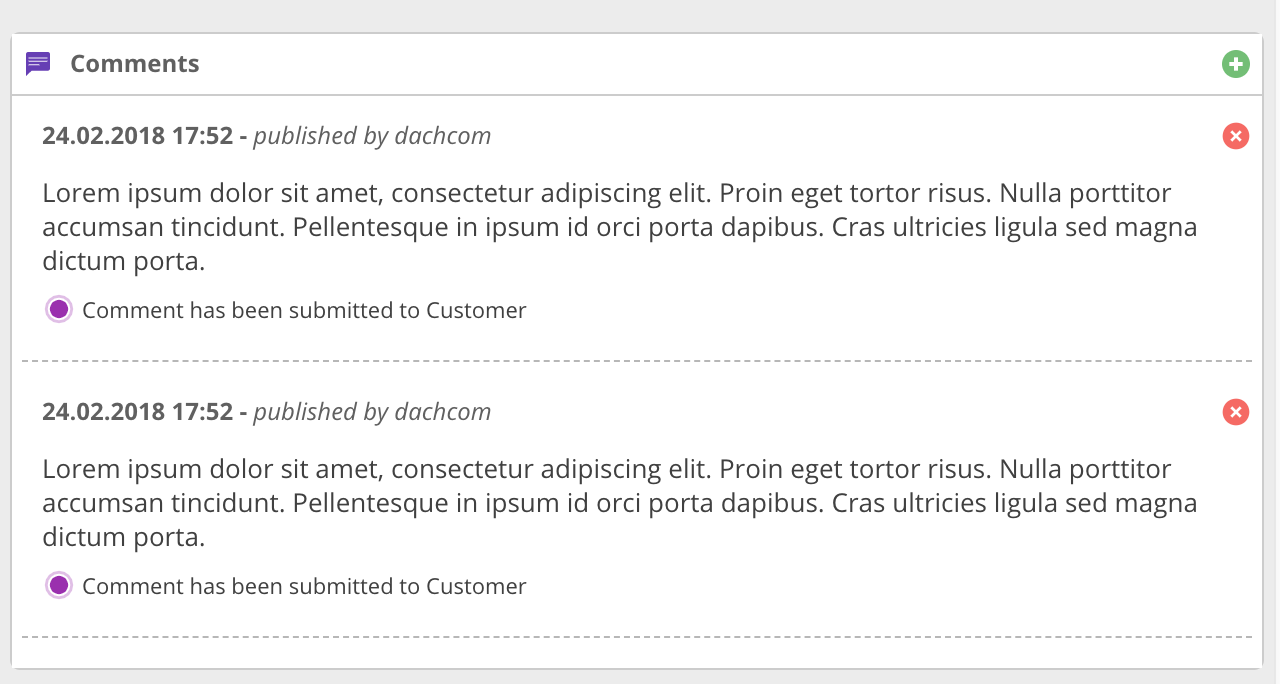 Comments
24.02.2018 17:52 - published by dachcom
Lorem ipsum dolor sit amet, consectetur adipiscing elit. Proin eget tortor risus. Nulla porttitor
accumsan tincidunt. Pellentesque in ipsum id orci porta dapibus. Cras ultricies ligula sed magna
dictum porta.
Comment has been submitted to Customer
24.02.2018 17:52 - published by dachcom
Lorem ipsum dolor sit amet, consectetur adipiscing elit. Proin eget tortor risus. Nulla porttitor
accumsan tincidunt. Pellentesque in ipsum id orci porta dapibus. Cras ultricies ligula sed magna
dictum porta.
Comment has been submitted to Customer